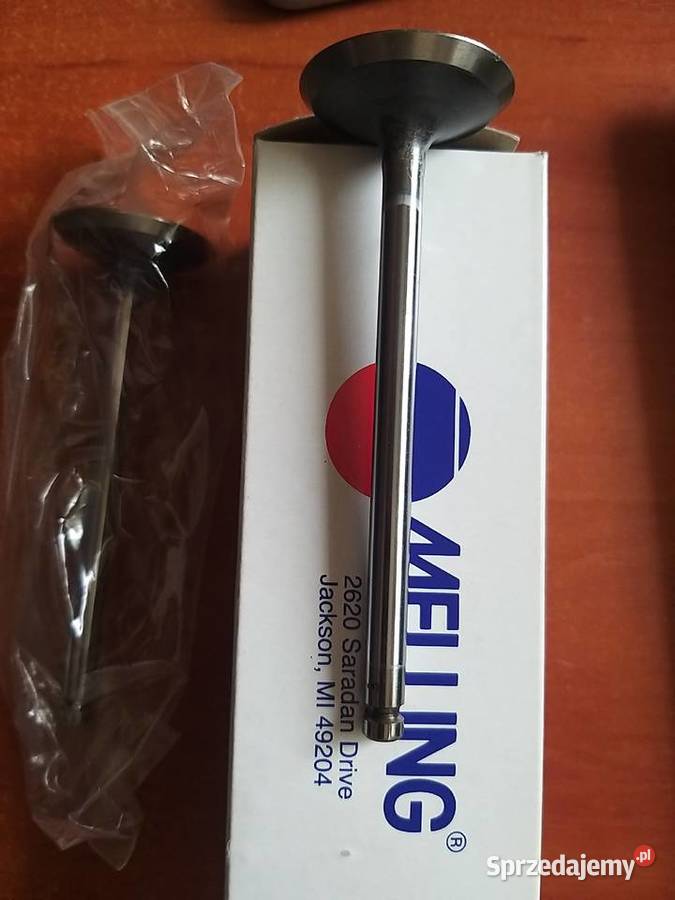 MELLING®
2620 Saradan Drive
Jackson, MI 49204
Sprzedajemy.pl